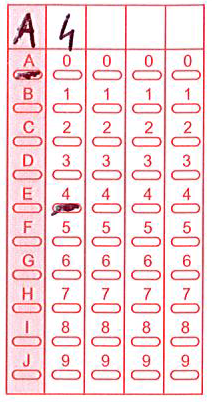 A 4
A 0 0 0 0
B 1 1 1 1
C 2 2 2 2
D 3 3 3 3
E 4 4 4 4
F 5 5 5 5
G 6 6 6 6
H 7 7 7 7
I 8 8 8 8
J 9 9 9 9